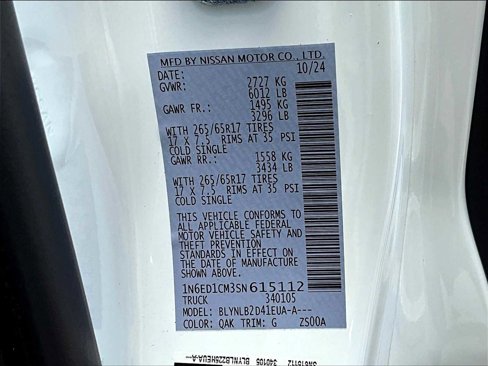 MFD BY NISSAN MOTOR CO., LTD.
DATE: 10/24
GVWR: 2727 KG
6012 LB
GAWR FR.: 1495 KG
3296 LB
WITH 265/65R17 TIRES
17 X 7.5 RIMS AT 35 PSI
COLD SINGLE
GAWR RR.: 1558 KG
3434 LB
WITH 265/65R17 TIRES
17 X 7.5 RIMS AT 35 PSI
COLD SINGLE
THIS VEHICLE CONFORMS TO
ALL APPLICABLE FEDERAL
MOTOR VEHICLE SAFETY AND
THEFT PREVENTION
STANDARDS IN EFFECT ON
THE DATE OF MANUFACTURE
SHOWN ABOVE.
1N6ED1CM3SN615112
TRUCK 340105
MODEL: BLYNLB2D41EUA-A---
COLOR: QAK TRIM: G ZS00A
340105